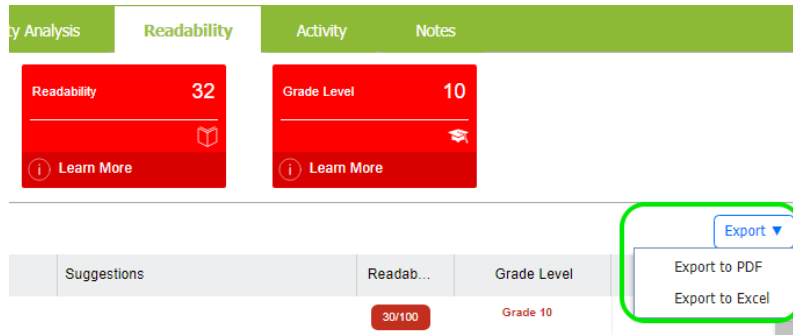 ty Analysis Readability Activity Notes
Readability 32 Grade Level 10
Learn More Learn More
Export ▼
Suggestions Readab... Grade Level Export to PDF
Export to Excel
30/100 Grade 10